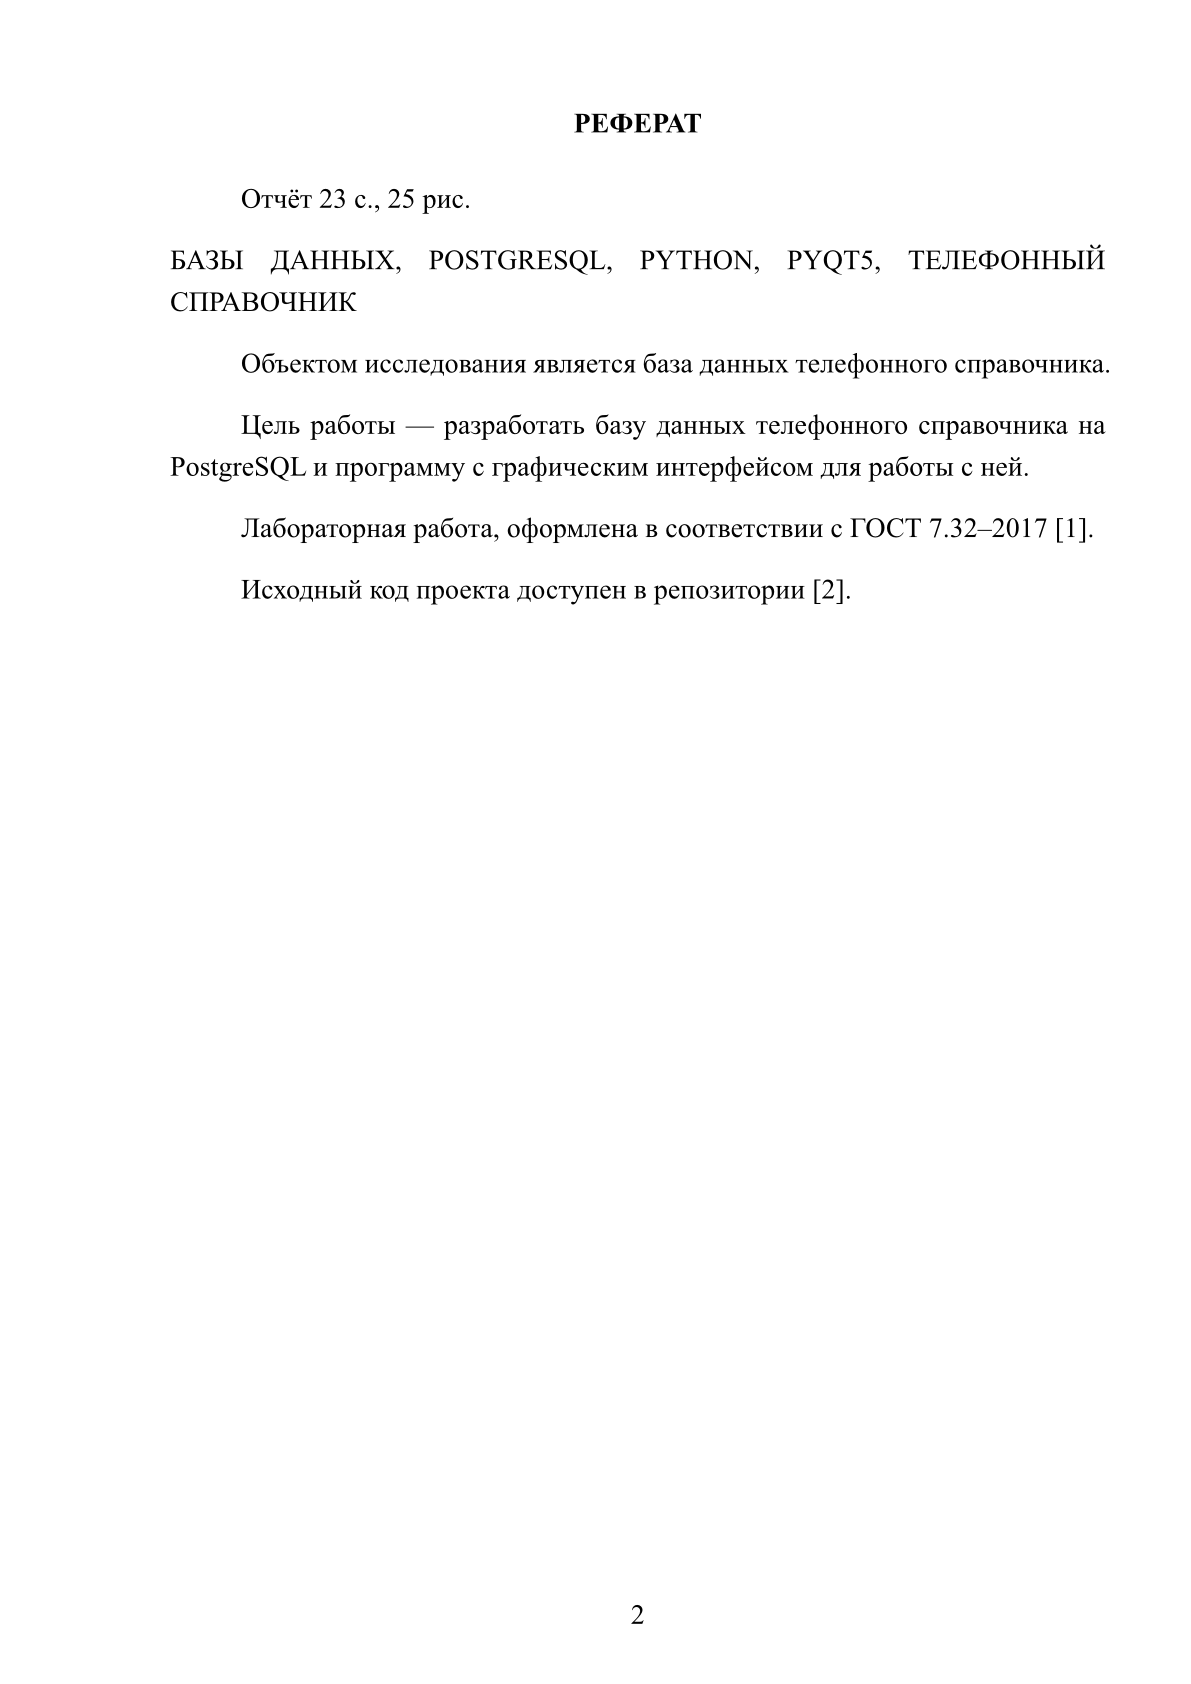 РЕФЕРАТ
Отчёт 23 с., 25 рис.
БАЗЫ ДАННЫХ, POSTGRESQL, PYTHON, PYQT5, ТЕЛЕФОННЫЙ
СПРАВОЧНИК
Объектом исследования является база данных телефонного справочника.
Цель работы — разработать базу данных телефонного справочника на
PostgreSQL и программу с графическим интерфейсом для работы с ней.
Лабораторная работа, оформлена в соответствии с ГОСТ 7.32–2017 [1].
Исходный код проекта доступен в репозитории [2].
2